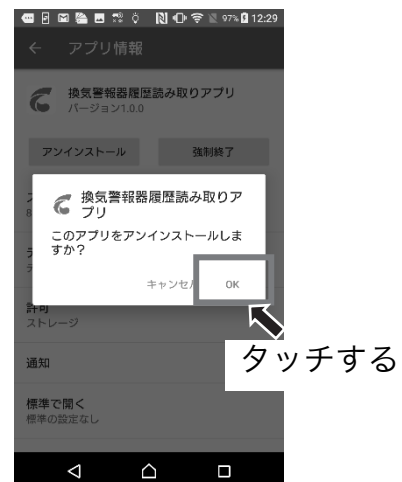 97% 12:29
アプリ情報
換気警報器履歴読み取りアプリ
バージョン1.0.0
アンインストール
強制終了
換気警報器履歴読み取りア
プリ
このアプリをアンインストールしま
すか？
キャンセル
OK
タッチする
許可
ストレージ
通知
標準で開く
標準の設定なし